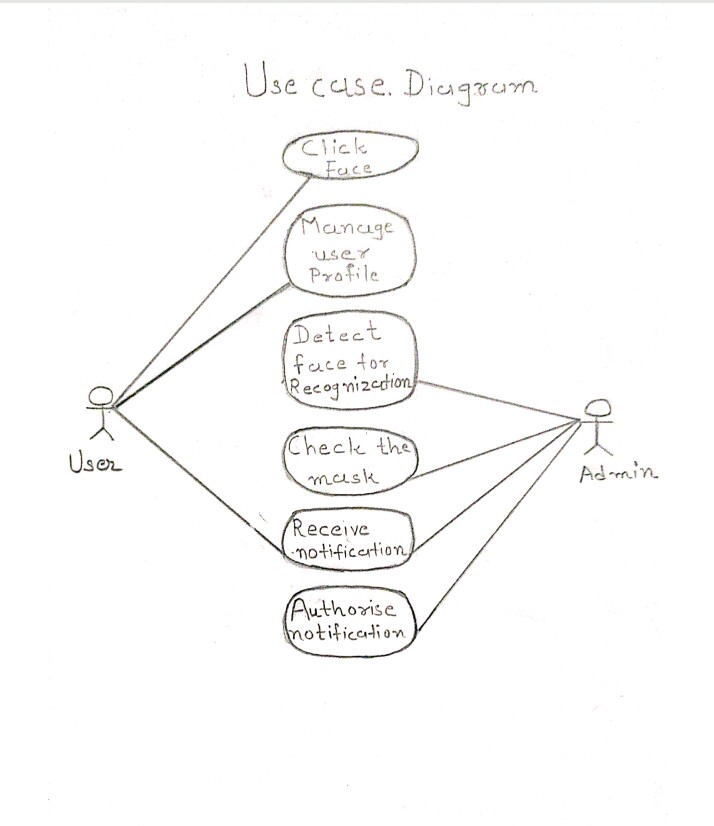 Use case. Diagram
Click
Face
Manage
user
Profile
Detect
face for
Recognization
Check the
mask
Receive
notification
Authorise
notification
User
Admin